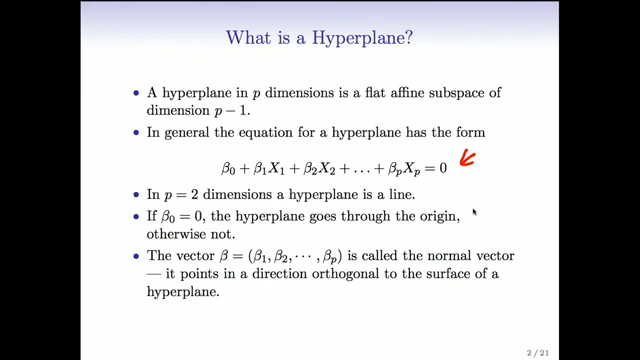 What is a Hyperplane?
• A hyperplane in p dimensions is a flat affine subspace of
dimension p − 1.
• In general the equation for a hyperplane has the form
β₀ + β₁X₁ + β₂X₂ + . . . + βₚXₚ = 0
• In p = 2 dimensions a hyperplane is a line.
• If β₀ = 0, the hyperplane goes through the origin,
otherwise not.
• The vector β = (β₁, β₂, · · · , βₚ) is called the normal vector
— it points in a direction orthogonal to the surface of a
hyperplane.
2 / 21